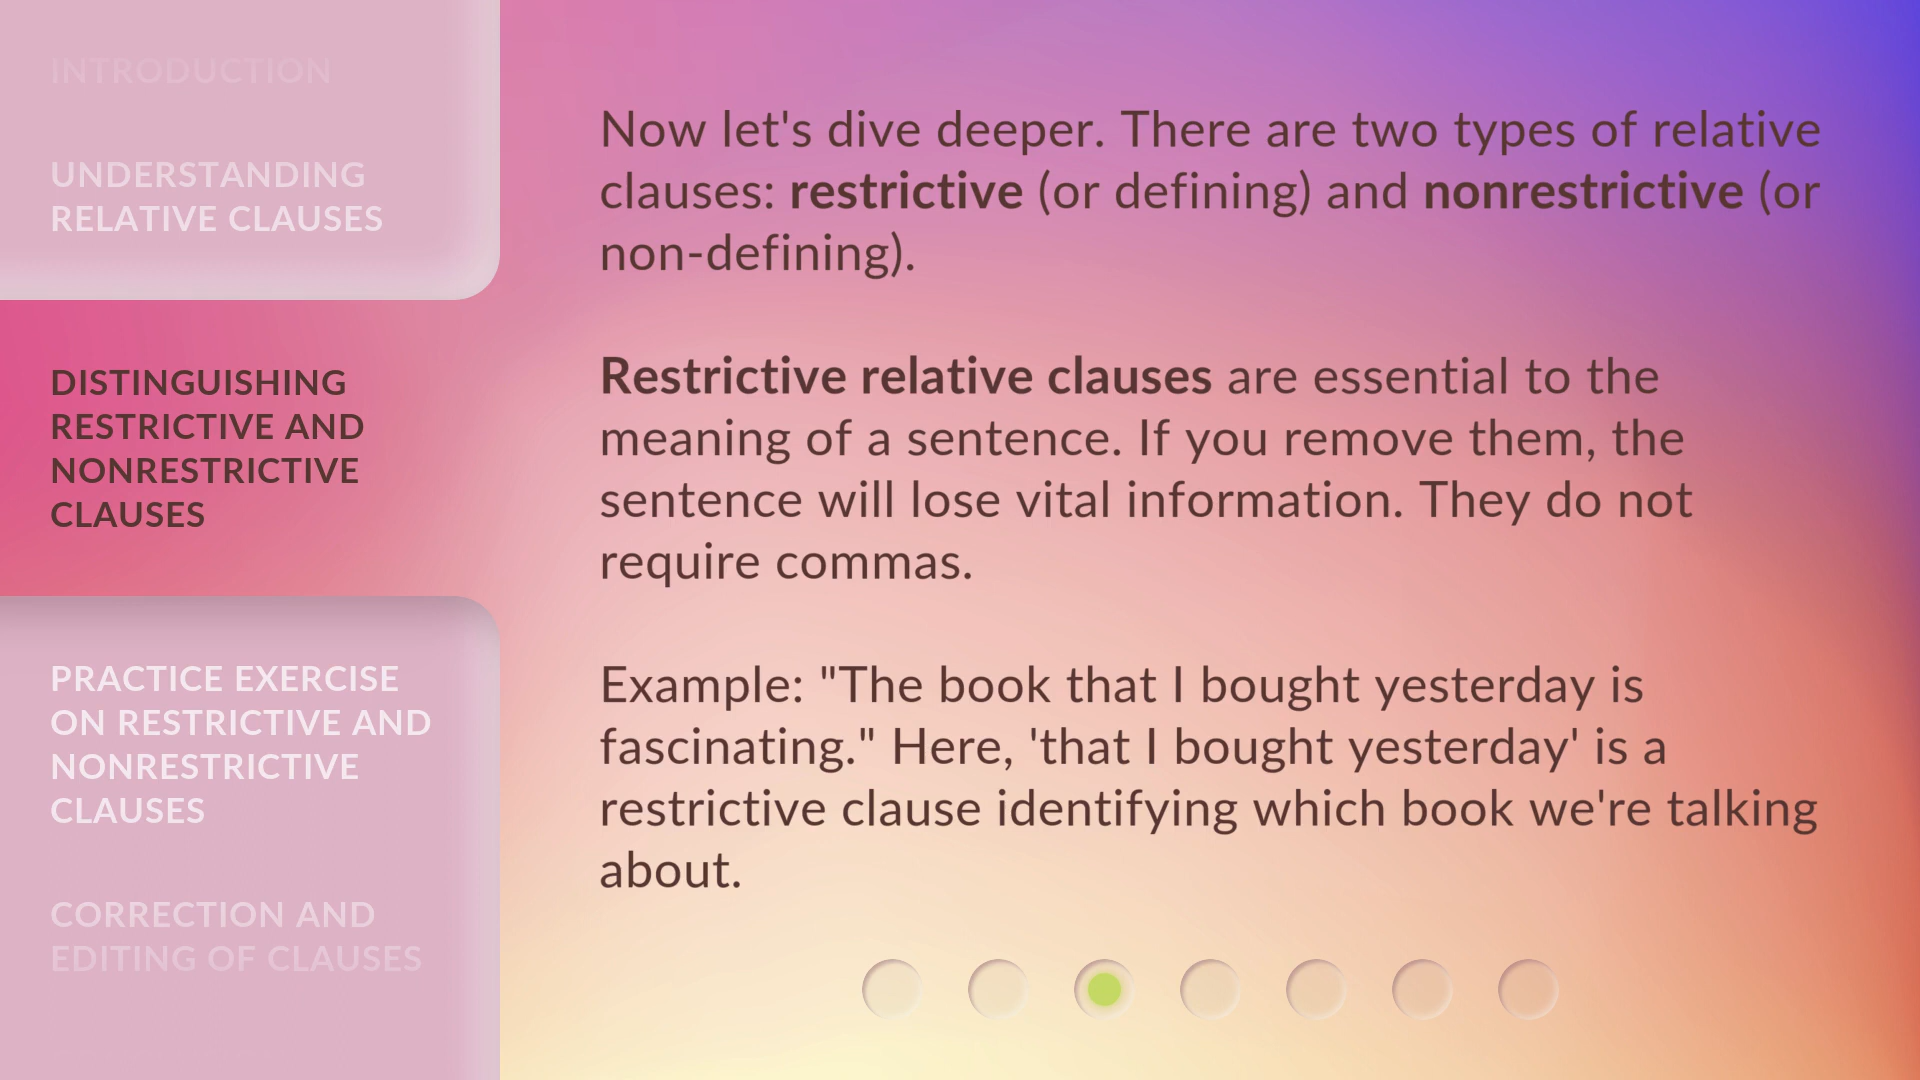 INTRODUCTION
UNDERSTANDING
RELATIVE CLAUSES
DISTINGUISHING
RESTRICTIVE AND
NONRESTRICTIVE
CLAUSES
PRACTICE EXERCISE
ON RESTRICTIVE AND
NONRESTRICTIVE
CLAUSES
CORRECTION AND
EDITING OF CLAUSES
Now let's dive deeper. There are two types of relative
clauses: restrictive (or defining) and nonrestrictive (or
non-defining).
Restrictive relative clauses are essential to the
meaning of a sentence. If you remove them, the
sentence will lose vital information. They do not
require commas.
Example: "The book that I bought yesterday is
fascinating." Here, 'that I bought yesterday' is a
restrictive clause identifying which book we're talking
about.